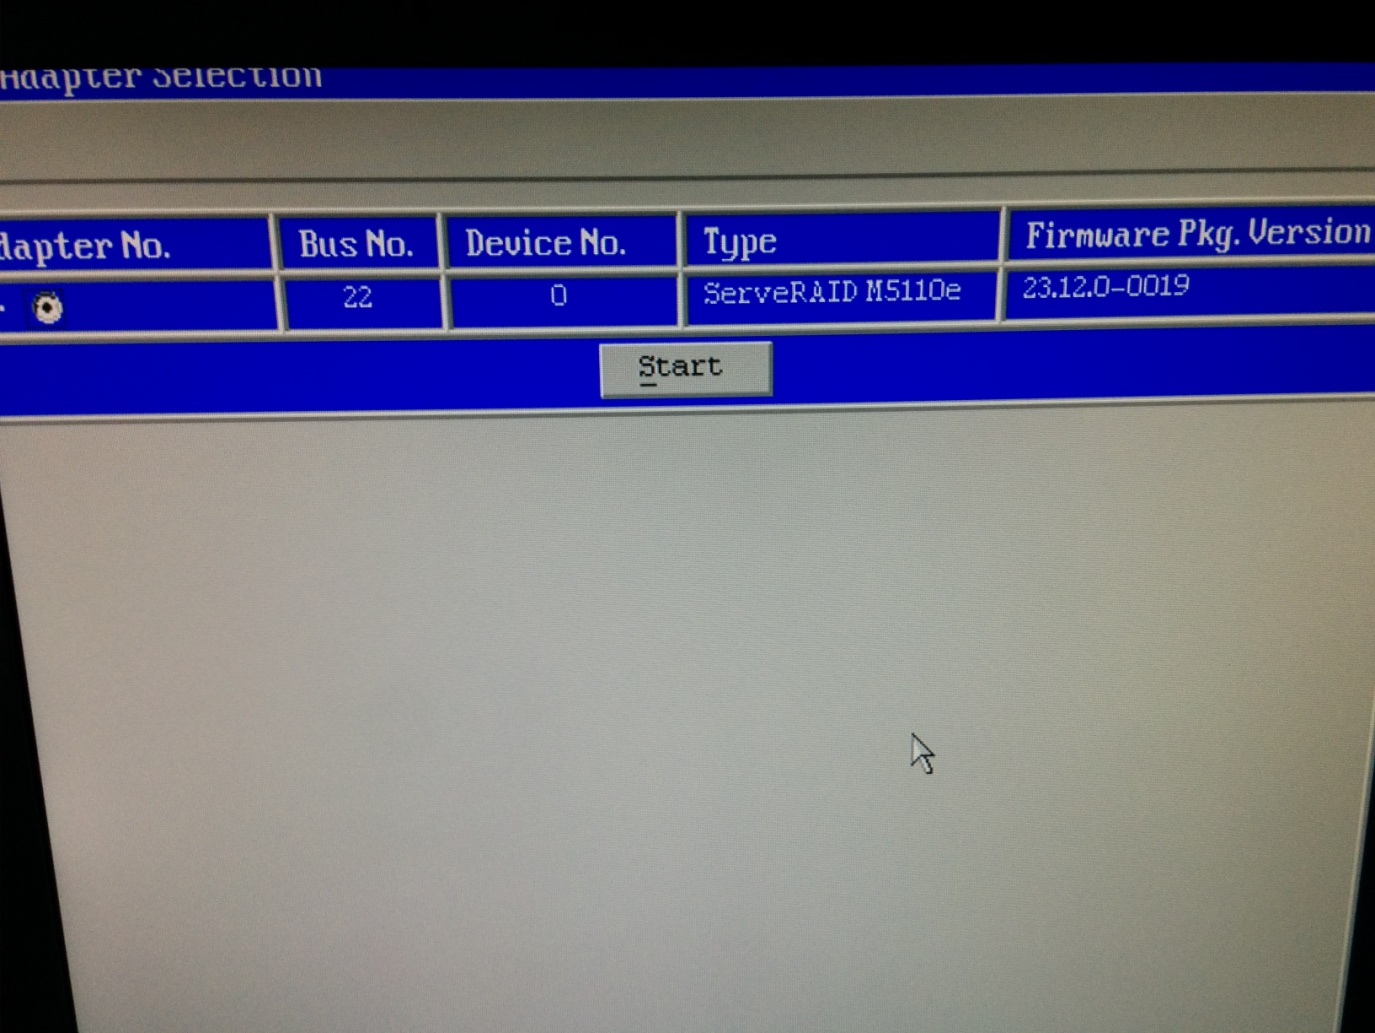 Adapter Selection
dapter No. Bus No. Device No. Type Firmware Pkg. Version
22 0 ServeRAID M5110e 23.12.0-0019
Start